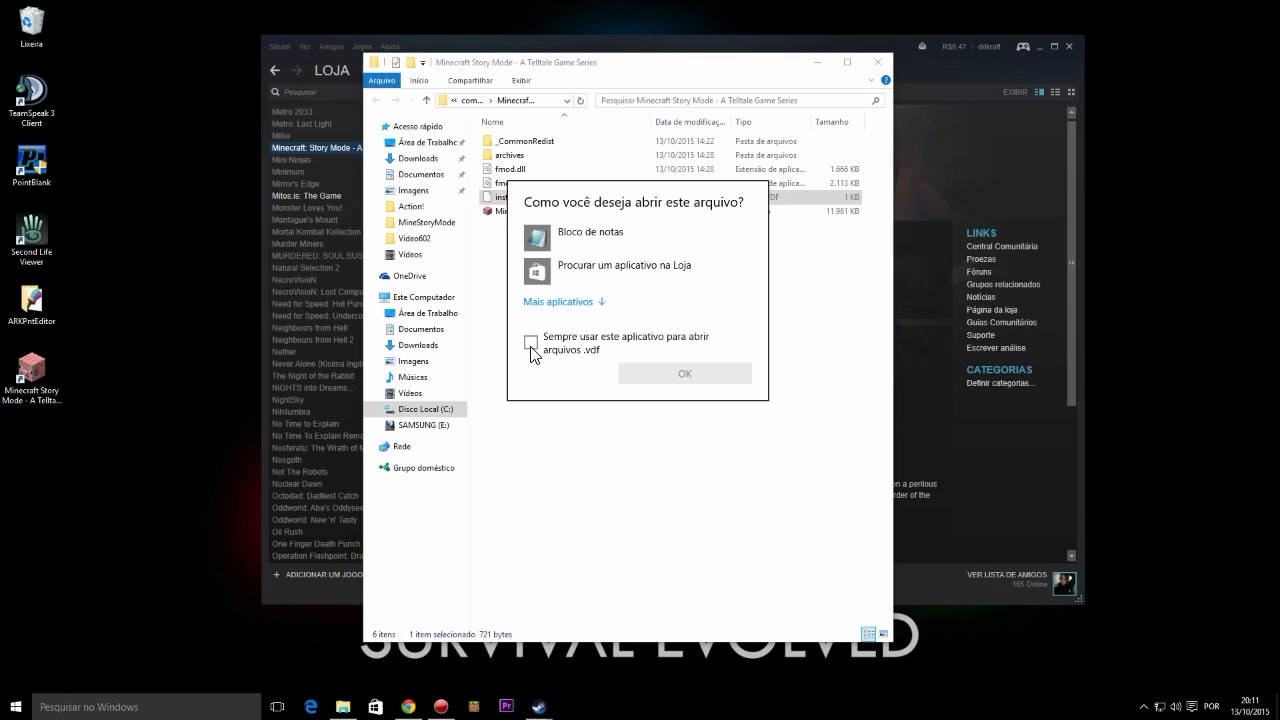 Lixeira
TeamSpeak 3
Client
PointBlank
Second Life
Viewer
ARKPntEditor
Minecraft Story
Mode - A Tellta...
Steam Ver Amigos Jogos Ajuda
R$0,47 drikraft
LOJA
Pesquisar
EXIBIR
Metro 2033
Metro: Last Light
Millie
Minecraft: Story Mode - A
Mini Ninjas
Minimum
Mirror's Edge
Mitos.is: The Game
Monster Loves You!
Montague's Mount
Mortal Kombat Kollection
Murder Miners
MURDERED: SOUL SUS
Natural Selection 2
NecroVisioN
NecroVisioN: Lost Compa
Need for Speed: Hot Purs
Need for Speed: Underco
Neighbours from Hell
Neighbours from Hell 2
Nether
Never Alone (Kisima Ingit
The Night of the Rabbit
NiGHTS into Dreams...
NightSky
Nihilumbra
No Time to Explain
No Time To Explain Rema
Nosferatu: The Wrath of M
Nosgoth
Not The Robots
Nuclear Dawn
Octodad: Dadliest Catch
Oddworld: Abe's Oddysee
Oddworld: New 'n' Tasty
Oil Rush
One Finger Death Punch
Operation Flashpoint: Dra
ADICIONAR UM JOGO
Minecraft Story Mode - A Telltale Game Series
Arquivo Início Compartilhar Exibir
« com... › Minecraf...
Pesquisar Minecraft Story Mode - A Telltale Game Series
Acesso rápido
Área de Trabalho
Downloads
Documentos
Imagens
Action!
MineStoryMode
Video602
Vídeos
OneDrive
Este Computador
Área de Trabalho
Documentos
Downloads
Imagens
Músicas
Vídeos
Disco Local (C:)
SAMSUNG (E:)
Rede
Grupo doméstico
Nome Data de modificaç... Tipo Tamanho
_CommonRedist 13/10/2015 14:22 Pasta de arquivos
archives 13/10/2015 14:28 Pasta de arquivos
fmod.dll 13/10/2015 14:28 Extensão de aplica... 1.666 KB
2.113 KB
inst DF 1 KB
11.961 KB
Como você deseja abrir este arquivo?
Bloco de notas
Procurar um aplicativo na Loja
Mais aplicativos
Sempre usar este aplicativo para abrir
arquivos .vdf
OK
6 itens 1 item selecionado 721 bytes
LINKS
Central Comunitária
Proezas
Fóruns
Grupos relacionados
Notícias
Página da loja
Guias Comunitários
Suporte
Escrever análise
CATEGORIAS
Definir categorias...
on a perilous
rder of the
VER LISTA DE AMIGOS
165 Online
SURVIVAL EVOLVED
Pesquisar no Windows
Pr
POR
20:11
13/10/2015